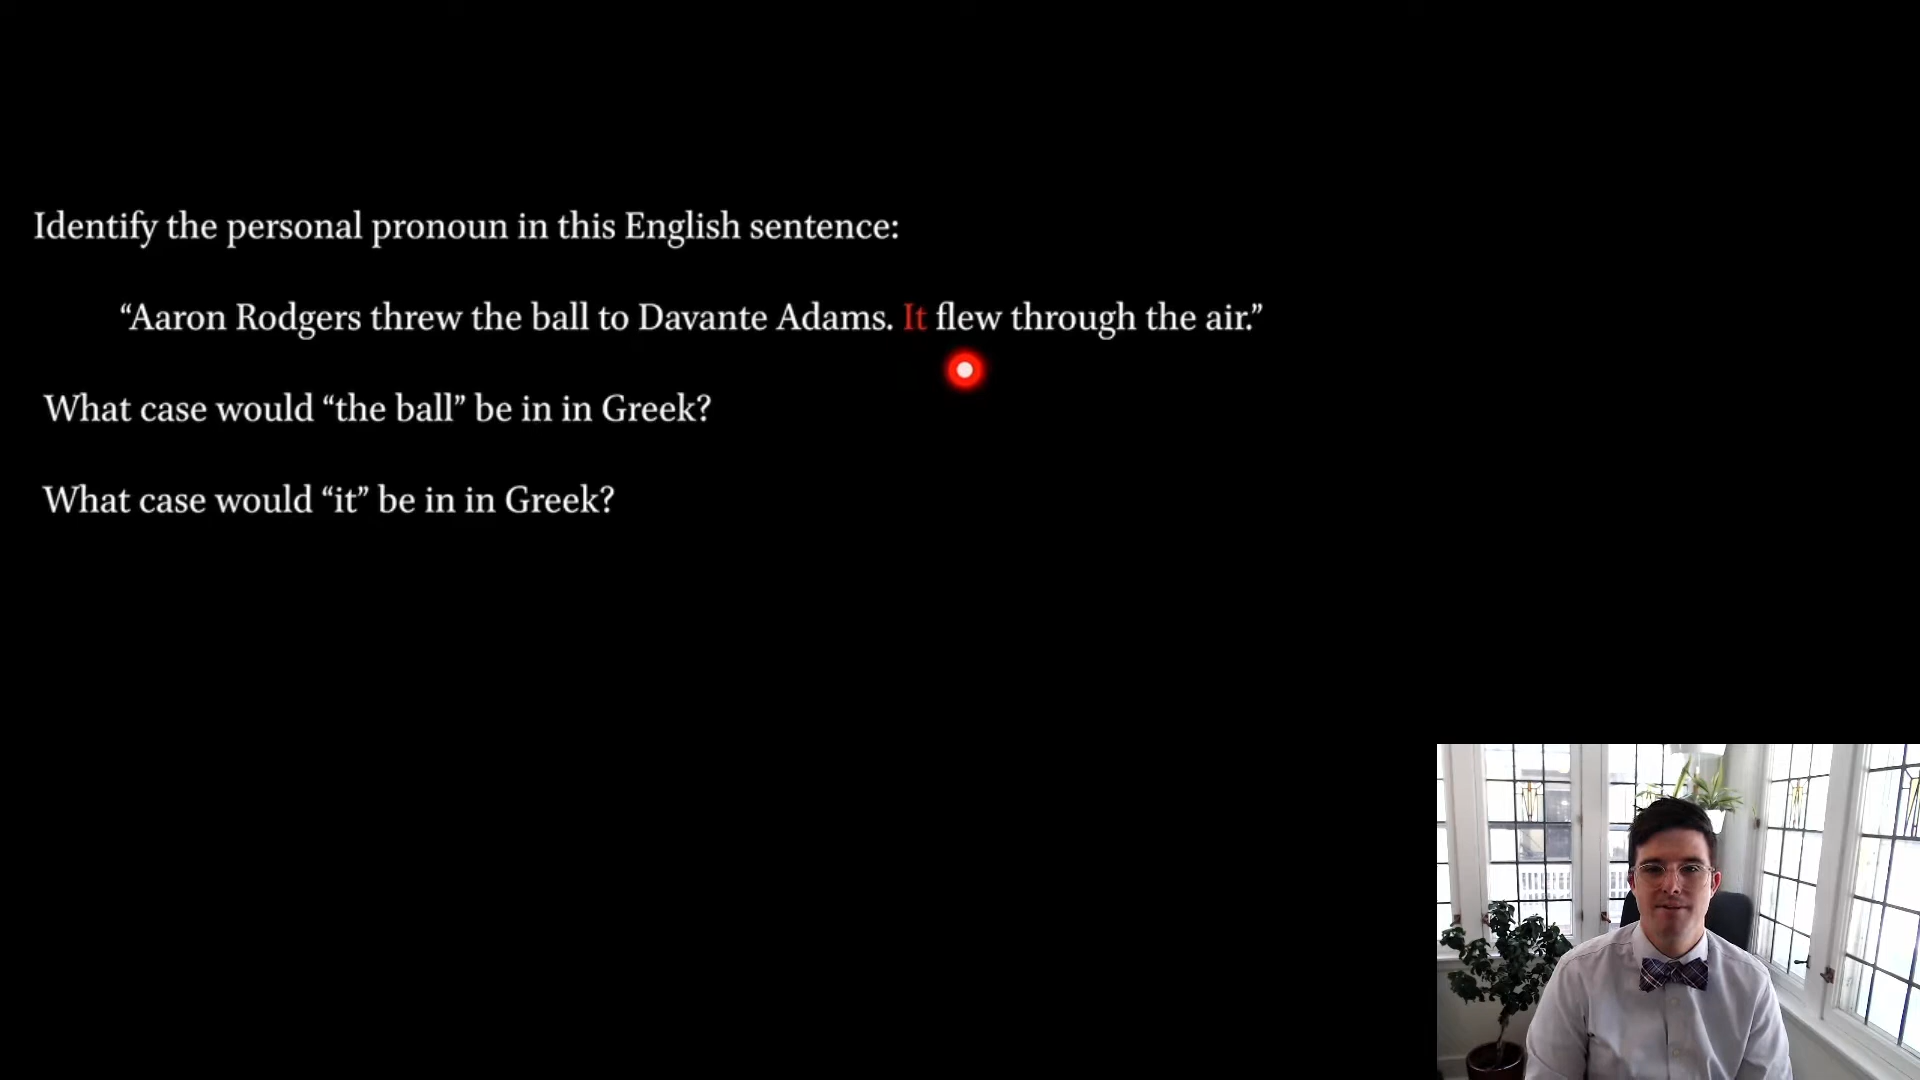 Identify the personal pronoun in this English sentence:
“Aaron Rodgers threw the ball to Davante Adams. It flew through the air.”
What case would “the ball” be in in Greek?
What case would “it” be in in Greek?